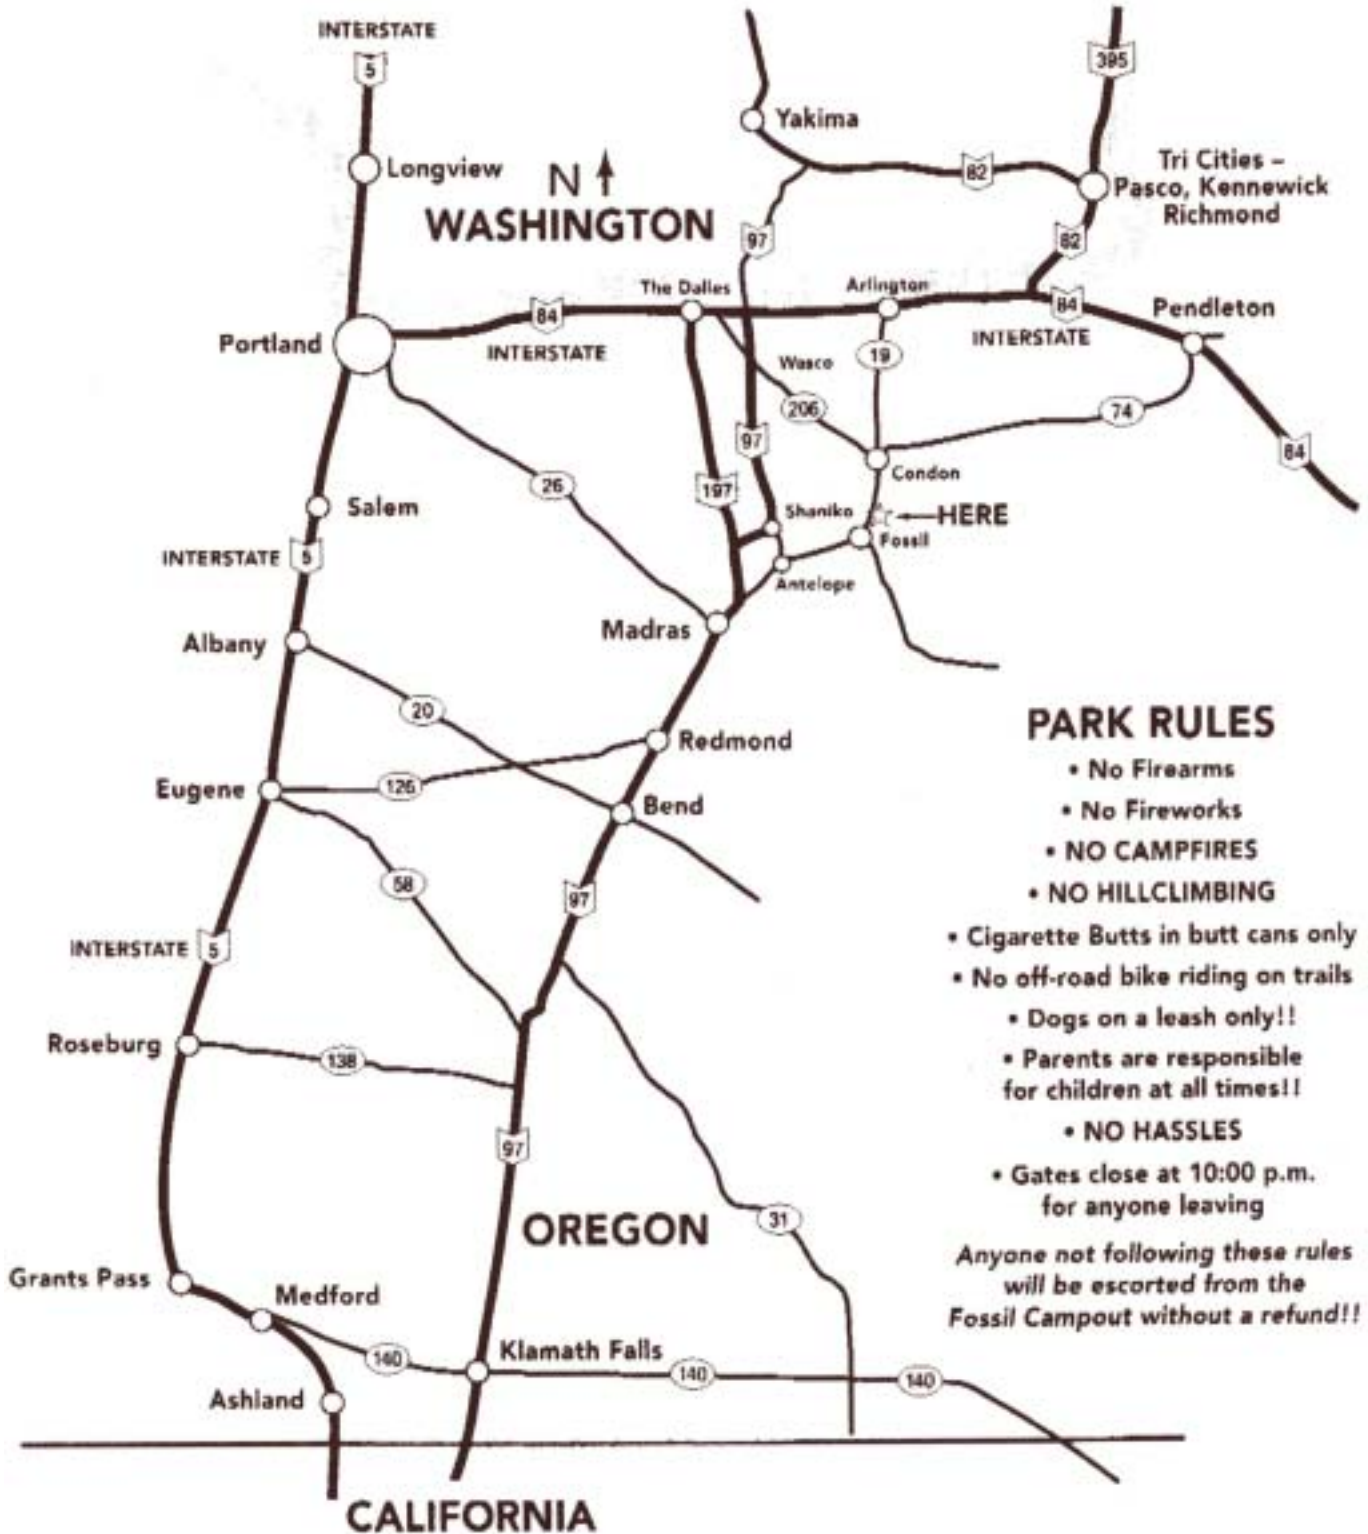 INTERSTATE
5
395
Yakima
Longview
N
WASHINGTON
82
Tri Cities –
Pasco, Kennewick
Richmond
97
82
The Dalles
Arlington
84
84
Pendleton
Portland
INTERSTATE
INTERSTATE
Wasco
19
206
74
97
84
26
197
Condon
Salem
Shaniko
HERE
Fossil
INTERSTATE
5
Antelope
Albany
Madras
20
Redmond
Eugene
126
Bend
58
97
INTERSTATE
5
Roseburg
138
97
OREGON
31
Grants Pass
Medford
140
Klamath Falls
140
140
Ashland
CALIFORNIA
PARK RULES
• No Firearms
• No Fireworks
• NO CAMPFIRES
• NO HILLCLIMBING
• Cigarette Butts in butt cans only
• No off-road bike riding on trails
• Dogs on a leash only!!
• Parents are responsible
for children at all times!!
• NO HASSLES
• Gates close at 10:00 p.m.
for anyone leaving
Anyone not following these rules
will be escorted from the
Fossil Campout without a refund!!